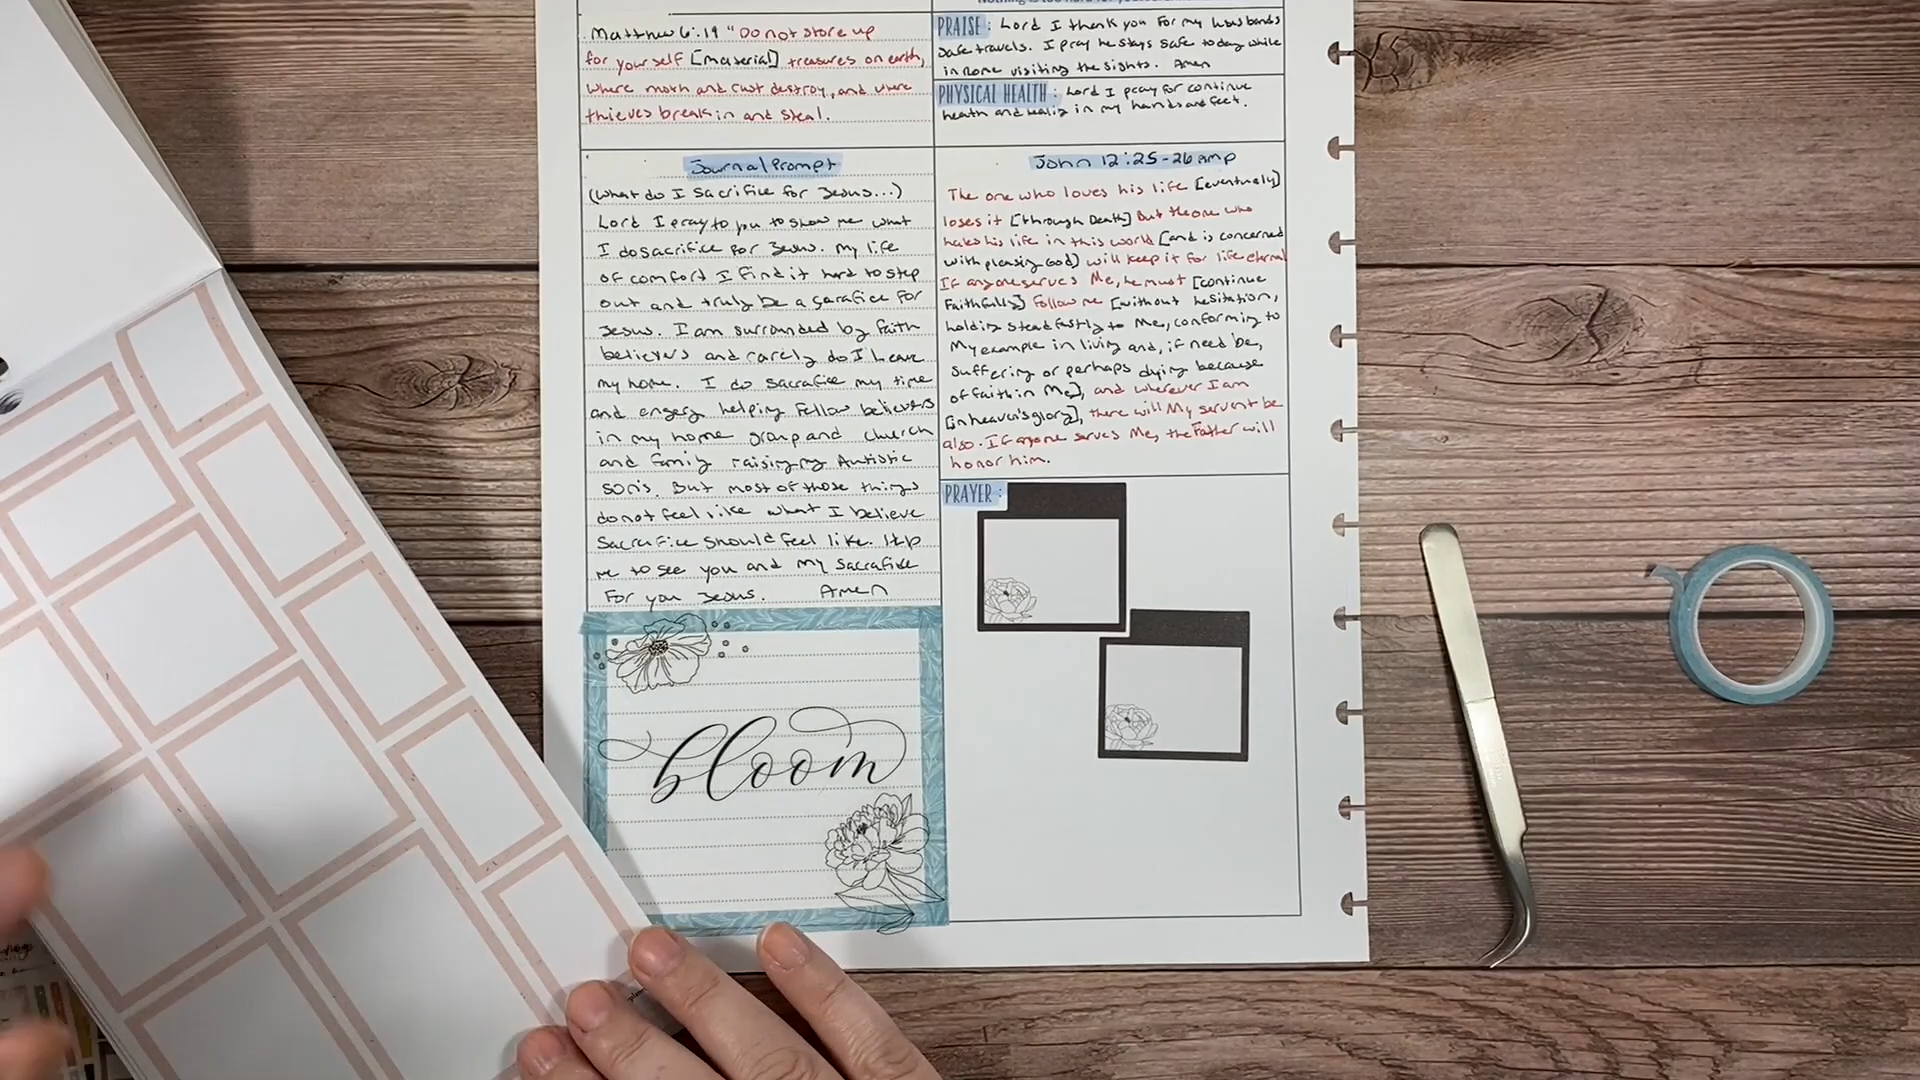 Matthew 6:19 "Do not store up
for yourself [material] treasures on earth,
where moth and rust destroy, and where
thieves break in and steal.
Journal Prompt
(What do I Sacrifice for Jesus...)
Lord I pray to you to show me what
I do sacrifice for Jesus. My life
of comfort I find it hard to step
out and truly be a sacrafice for
Jesus. I am surrounded by faith
believers and rarely do I leave
my home. I do sacrafice my time
and engery helping fellow believers
in my home group and church
and family raising my Autistic
sons. But most of those things
do not feel like what I believe
Sacrafice should feel like. Help
me to see you and my sacrafice
for you Jesus. Amen
bloom
PRAISE: Lord I thank you for my husbands
safe travels. I pray he stays safe today while
in Rome visiting the sights. Amen
PHYSICAL HEALTH: Lord I pray for continue
heath and healig in my hands and feet.
John 12:25-26 amp
The one who loves his life [eventually]
loses it [through Death] But the one who
hates his life in this world [and is concerned
with pleasing God] will keep it for life eternal
If anyone serves Me, he must [continue
Faithfully] follow me [without hesitation,
holding steadfastly to Me, conforming to
My example in living and, if need be,
suffering or perhaps dying because
of faith in Me], and wherever I am
[in heaven's glory], there will My servant be
also. If anyone serves Me, the Father will
honor him.
PRAYER: